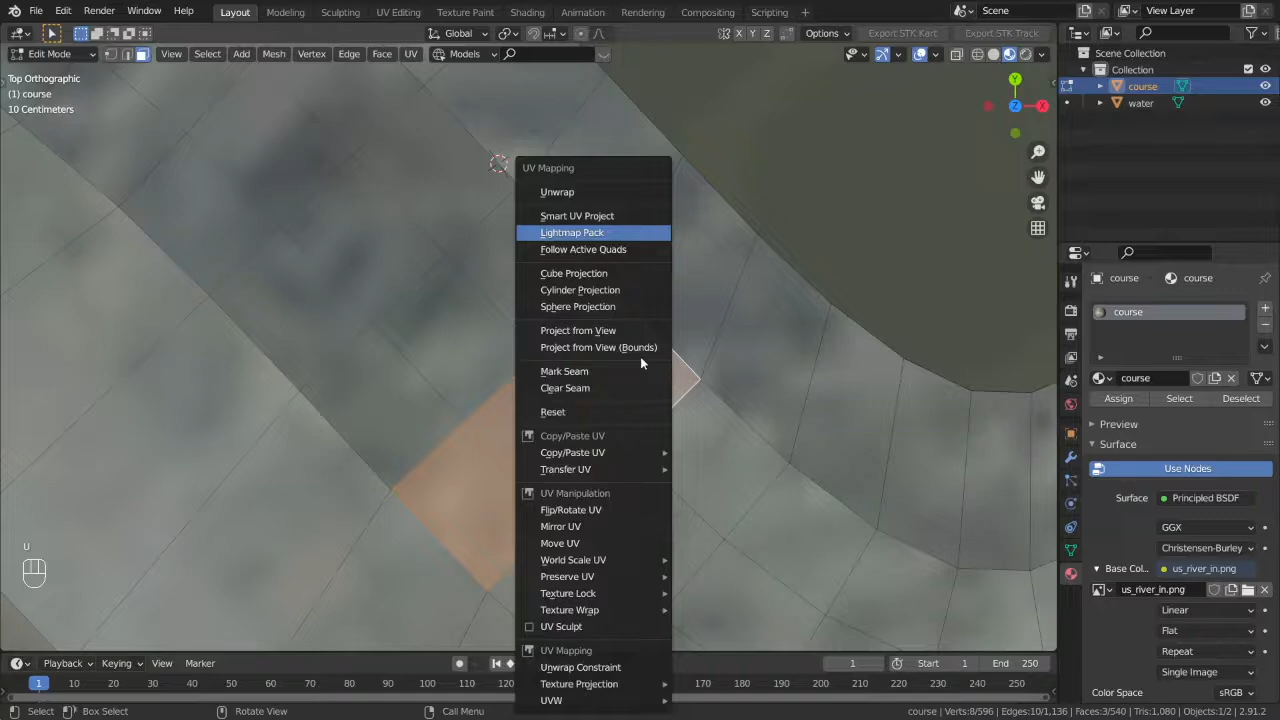 File Edit Render Window Help Layout Modeling Sculpting UV Editing Texture Paint Shading Animation Rendering Compositing Scripting + Scene View Layer
Global X Y Z Options Export STK Kart Export STK Track
Edit Mode View Select Add Mesh Vertex Edge Face UV Models
Top Orthographic
(1) course
10 Centimeters
Y
Z
X
Scene Collection
Collection
course
water
UV Mapping
Unwrap
Smart UV Project
Lightmap Pack
Follow Active Quads
Cube Projection
Cylinder Projection
Sphere Projection
Project from View
Project from View (Bounds)
Mark Seam
Clear Seam
Reset
Copy/Paste UV
Copy/Paste UV
Transfer UV
UV Manipulation
Flip/Rotate UV
Mirror UV
Move UV
World Scale UV
Preserve UV
Texture Lock
Texture Wrap
UV Sculpt
UV Mapping
Unwrap Constraint
Texture Projection
UVW
U
course course
course
course
Assign Select Deselect
Preview
Surface
Use Nodes
Surface Principled BSDF
GGX
Christensen-Burley
Base Col.. us_river_in.png
us_river_in.png
Linear
Flat
Repeat
Single Image
Color Space sRGB
Playback Keying View Marker 1 Start 1 End 250
1 10 20 30 40 50 60 70 80 90 100 110 120 170 180 190 200 210 220 230 240 250
Select Box Select Rotate View Call Menu course | Verts:8/596 | Edges:10/1,136 | Faces:3/540 | Tris:1,080 | Objects:1/2 | 2.91.2